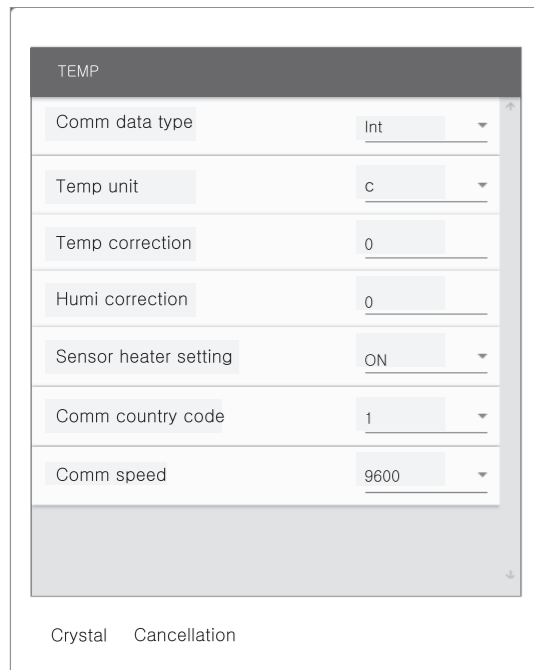 TEMP
Comm data type Int
Temp unit C
Temp correction 0
Humi correction 0
Sensor heater setting ON
Comm country code 1
Comm speed 9600
Crystal Cancellation